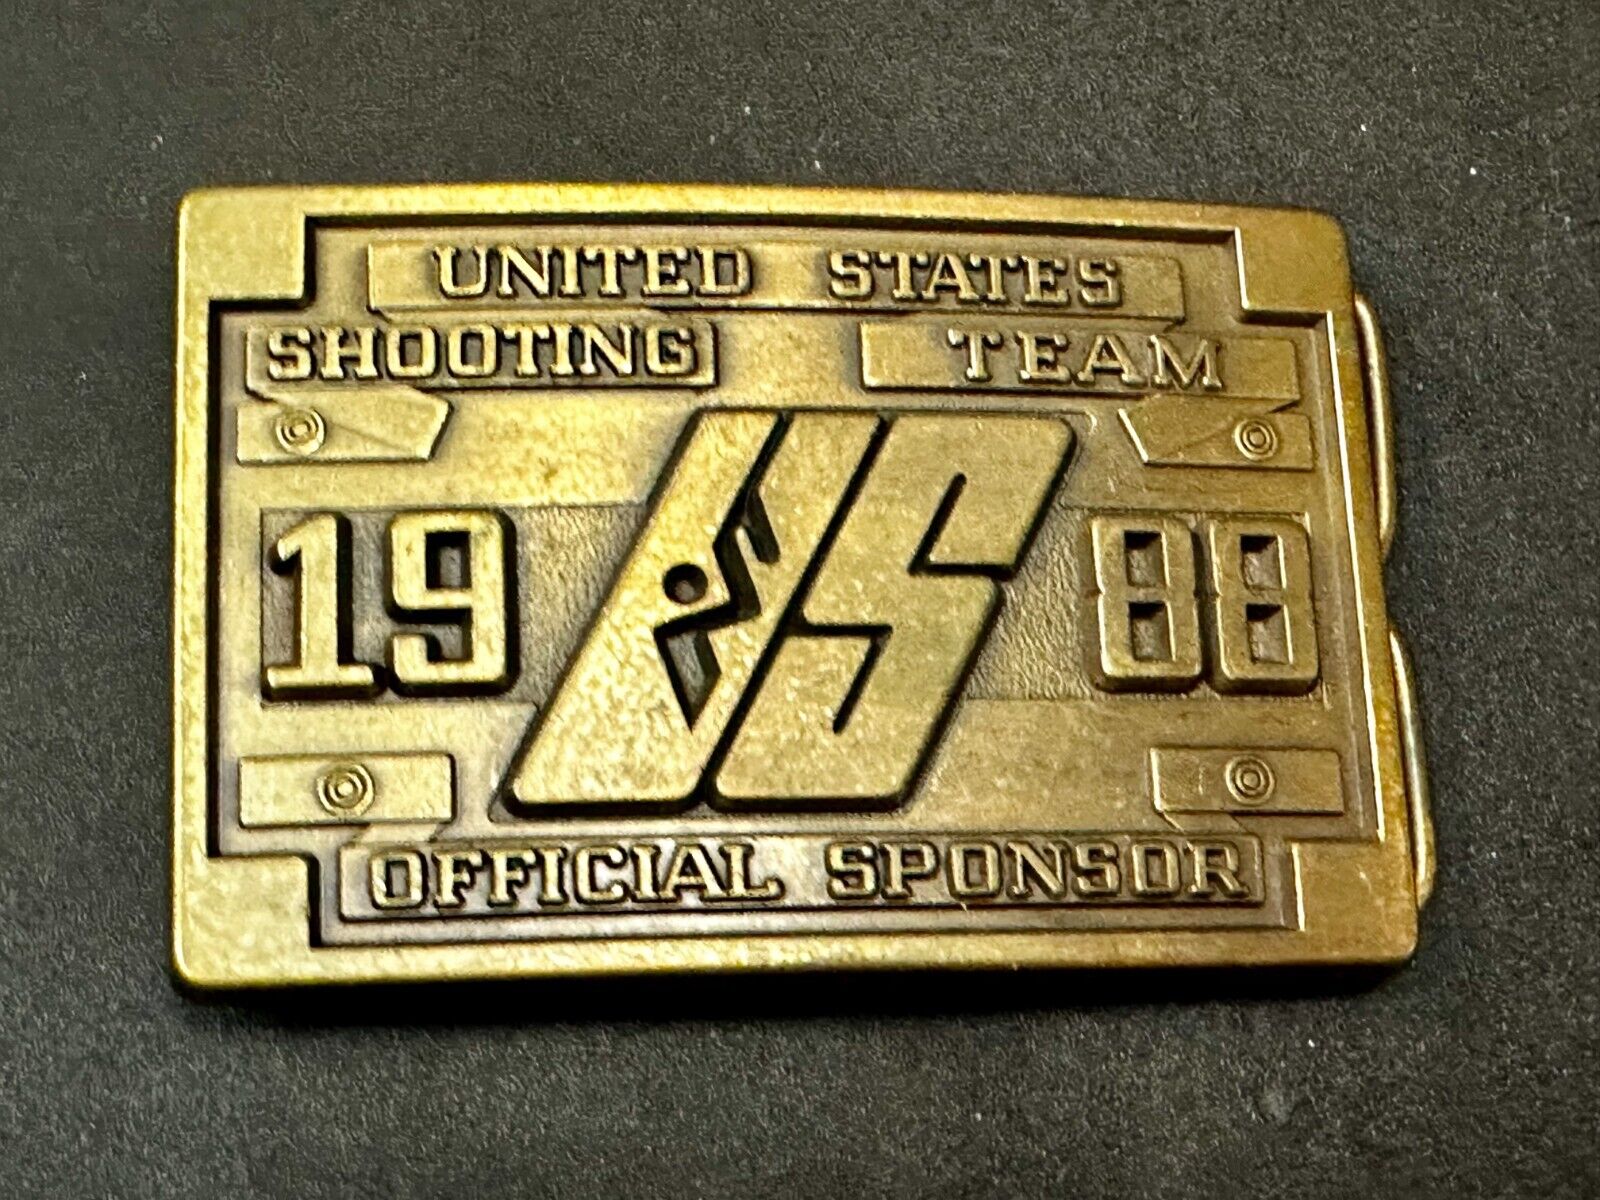 UNITED STATES
SHOOTING TEAM
19 US 88
OFFICIAL SPONSOR